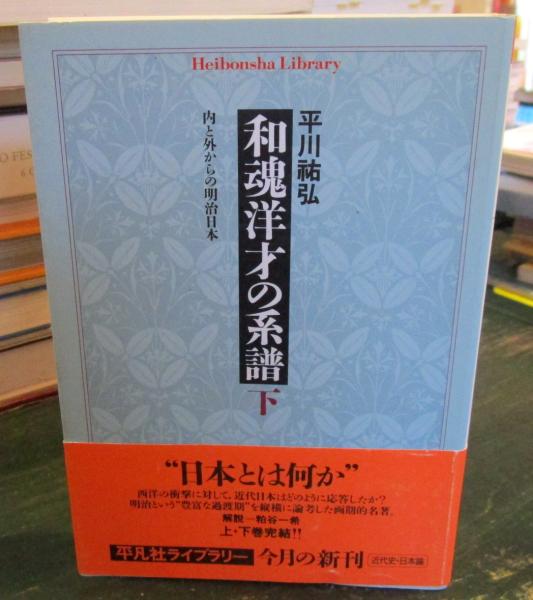 Heibonsha Library
平川祐弘
和魂洋才の系譜 下
内と外からの明治日本
“日本とは何か”
西洋の衝撃に対して、近代日本はどのように応答したか？
明治という“豊富な過渡期”を縦横に論考した画期的名著。
解説―粕谷一希
上・下巻完結!!
平凡社ライブラリー 今月の新刊 近代史・日本論